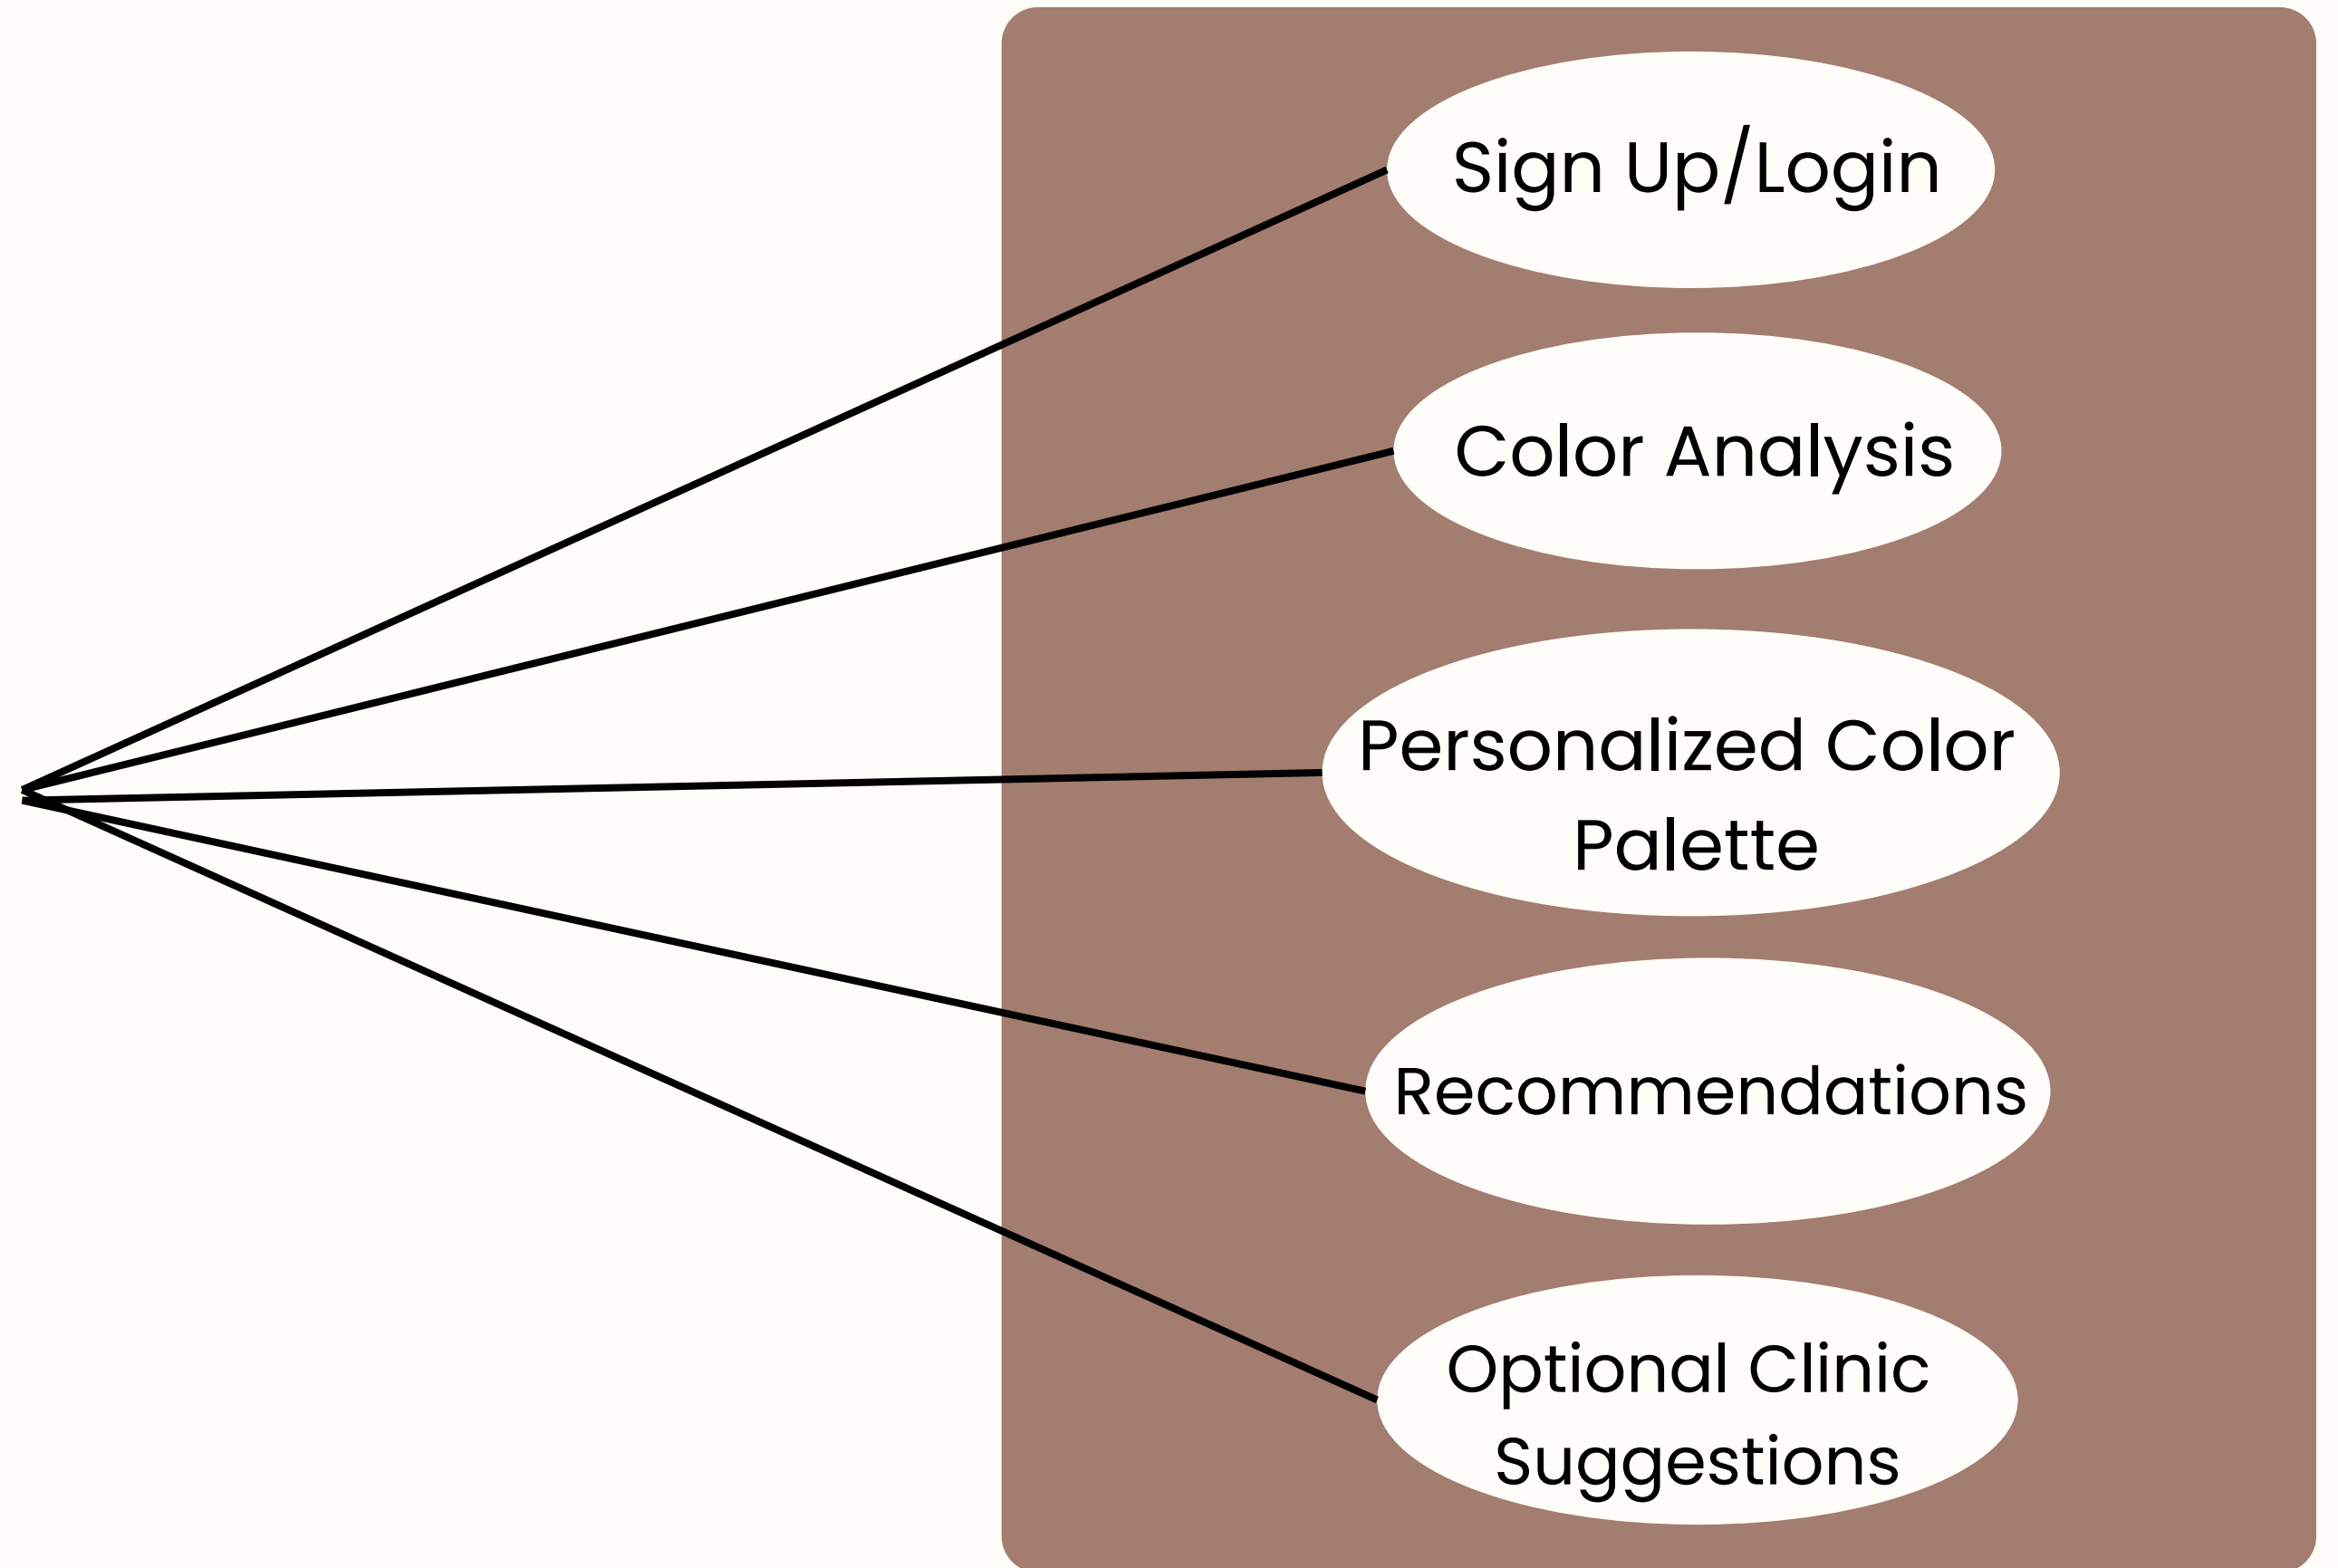 Sign Up/Login
Color Analysis
Personalized Color
Palette
Recommendations
Optional Clinic
Suggestions